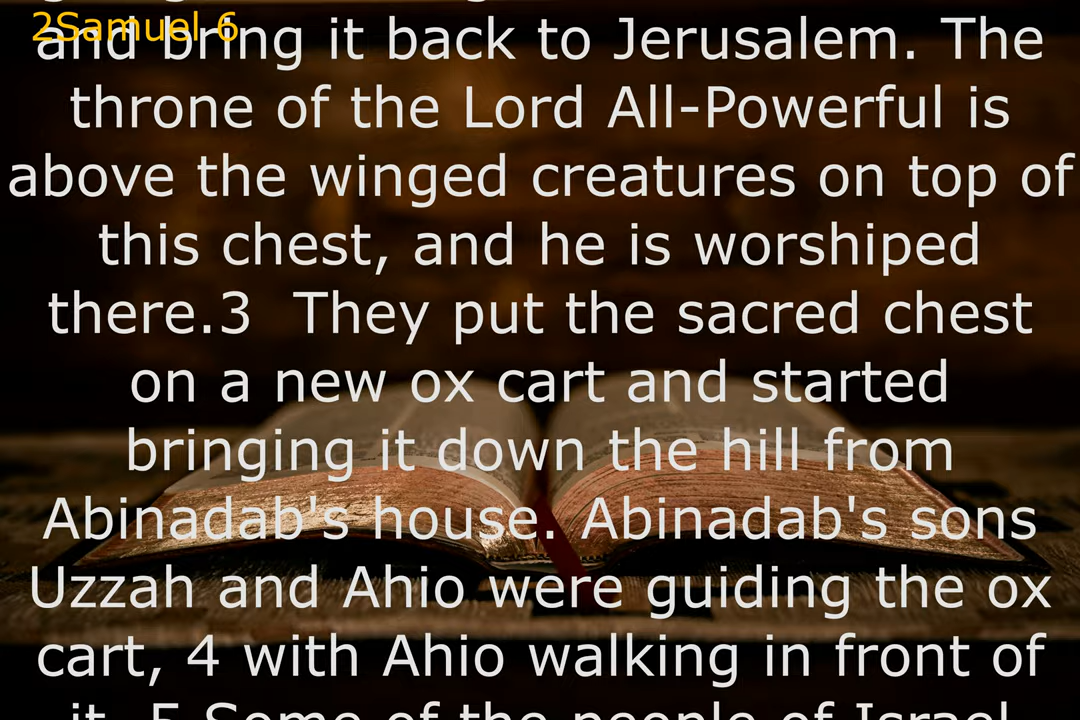 2Samuel 6
and bring it back to Jerusalem. The
throne of the Lord All-Powerful is
above the winged creatures on top of
this chest, and he is worshiped
there.3  They put the sacred chest
on a new ox cart and started
bringing it down the hill from
Abinadab's house. Abinadab's sons
Uzzah and Ahio were guiding the ox
cart, 4 with Ahio walking in front of
it. 5 Some of the people of Israel